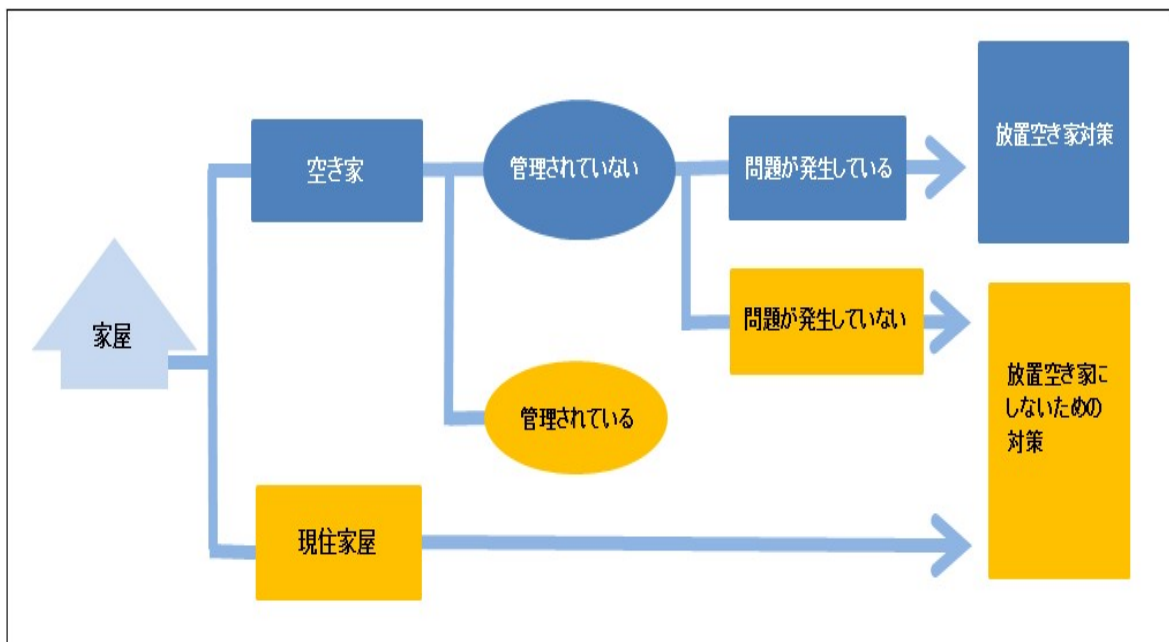 家屋
空き家
管理されていない
問題が発生している
放置空き家対策
問題が発生していない
管理されている
放置空き家に
しないための
対策
現住家屋